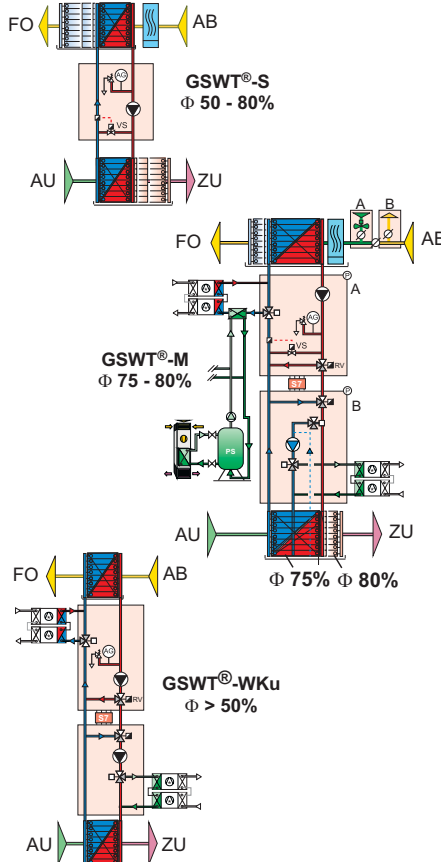 FO
AB
AG
VS
GSWT®-S
Φ 50 - 80%
AU
ZU
A
B
FO
AB
P
A
AG
VS
RV
GSWT®-M
Φ 75 - 80%
S7
P
B
PS
AU
ZU
Φ 75%
Φ 80%
FO
AB
AG
RV
GSWT®-WKu
Φ > 50%
S7
AU
ZU